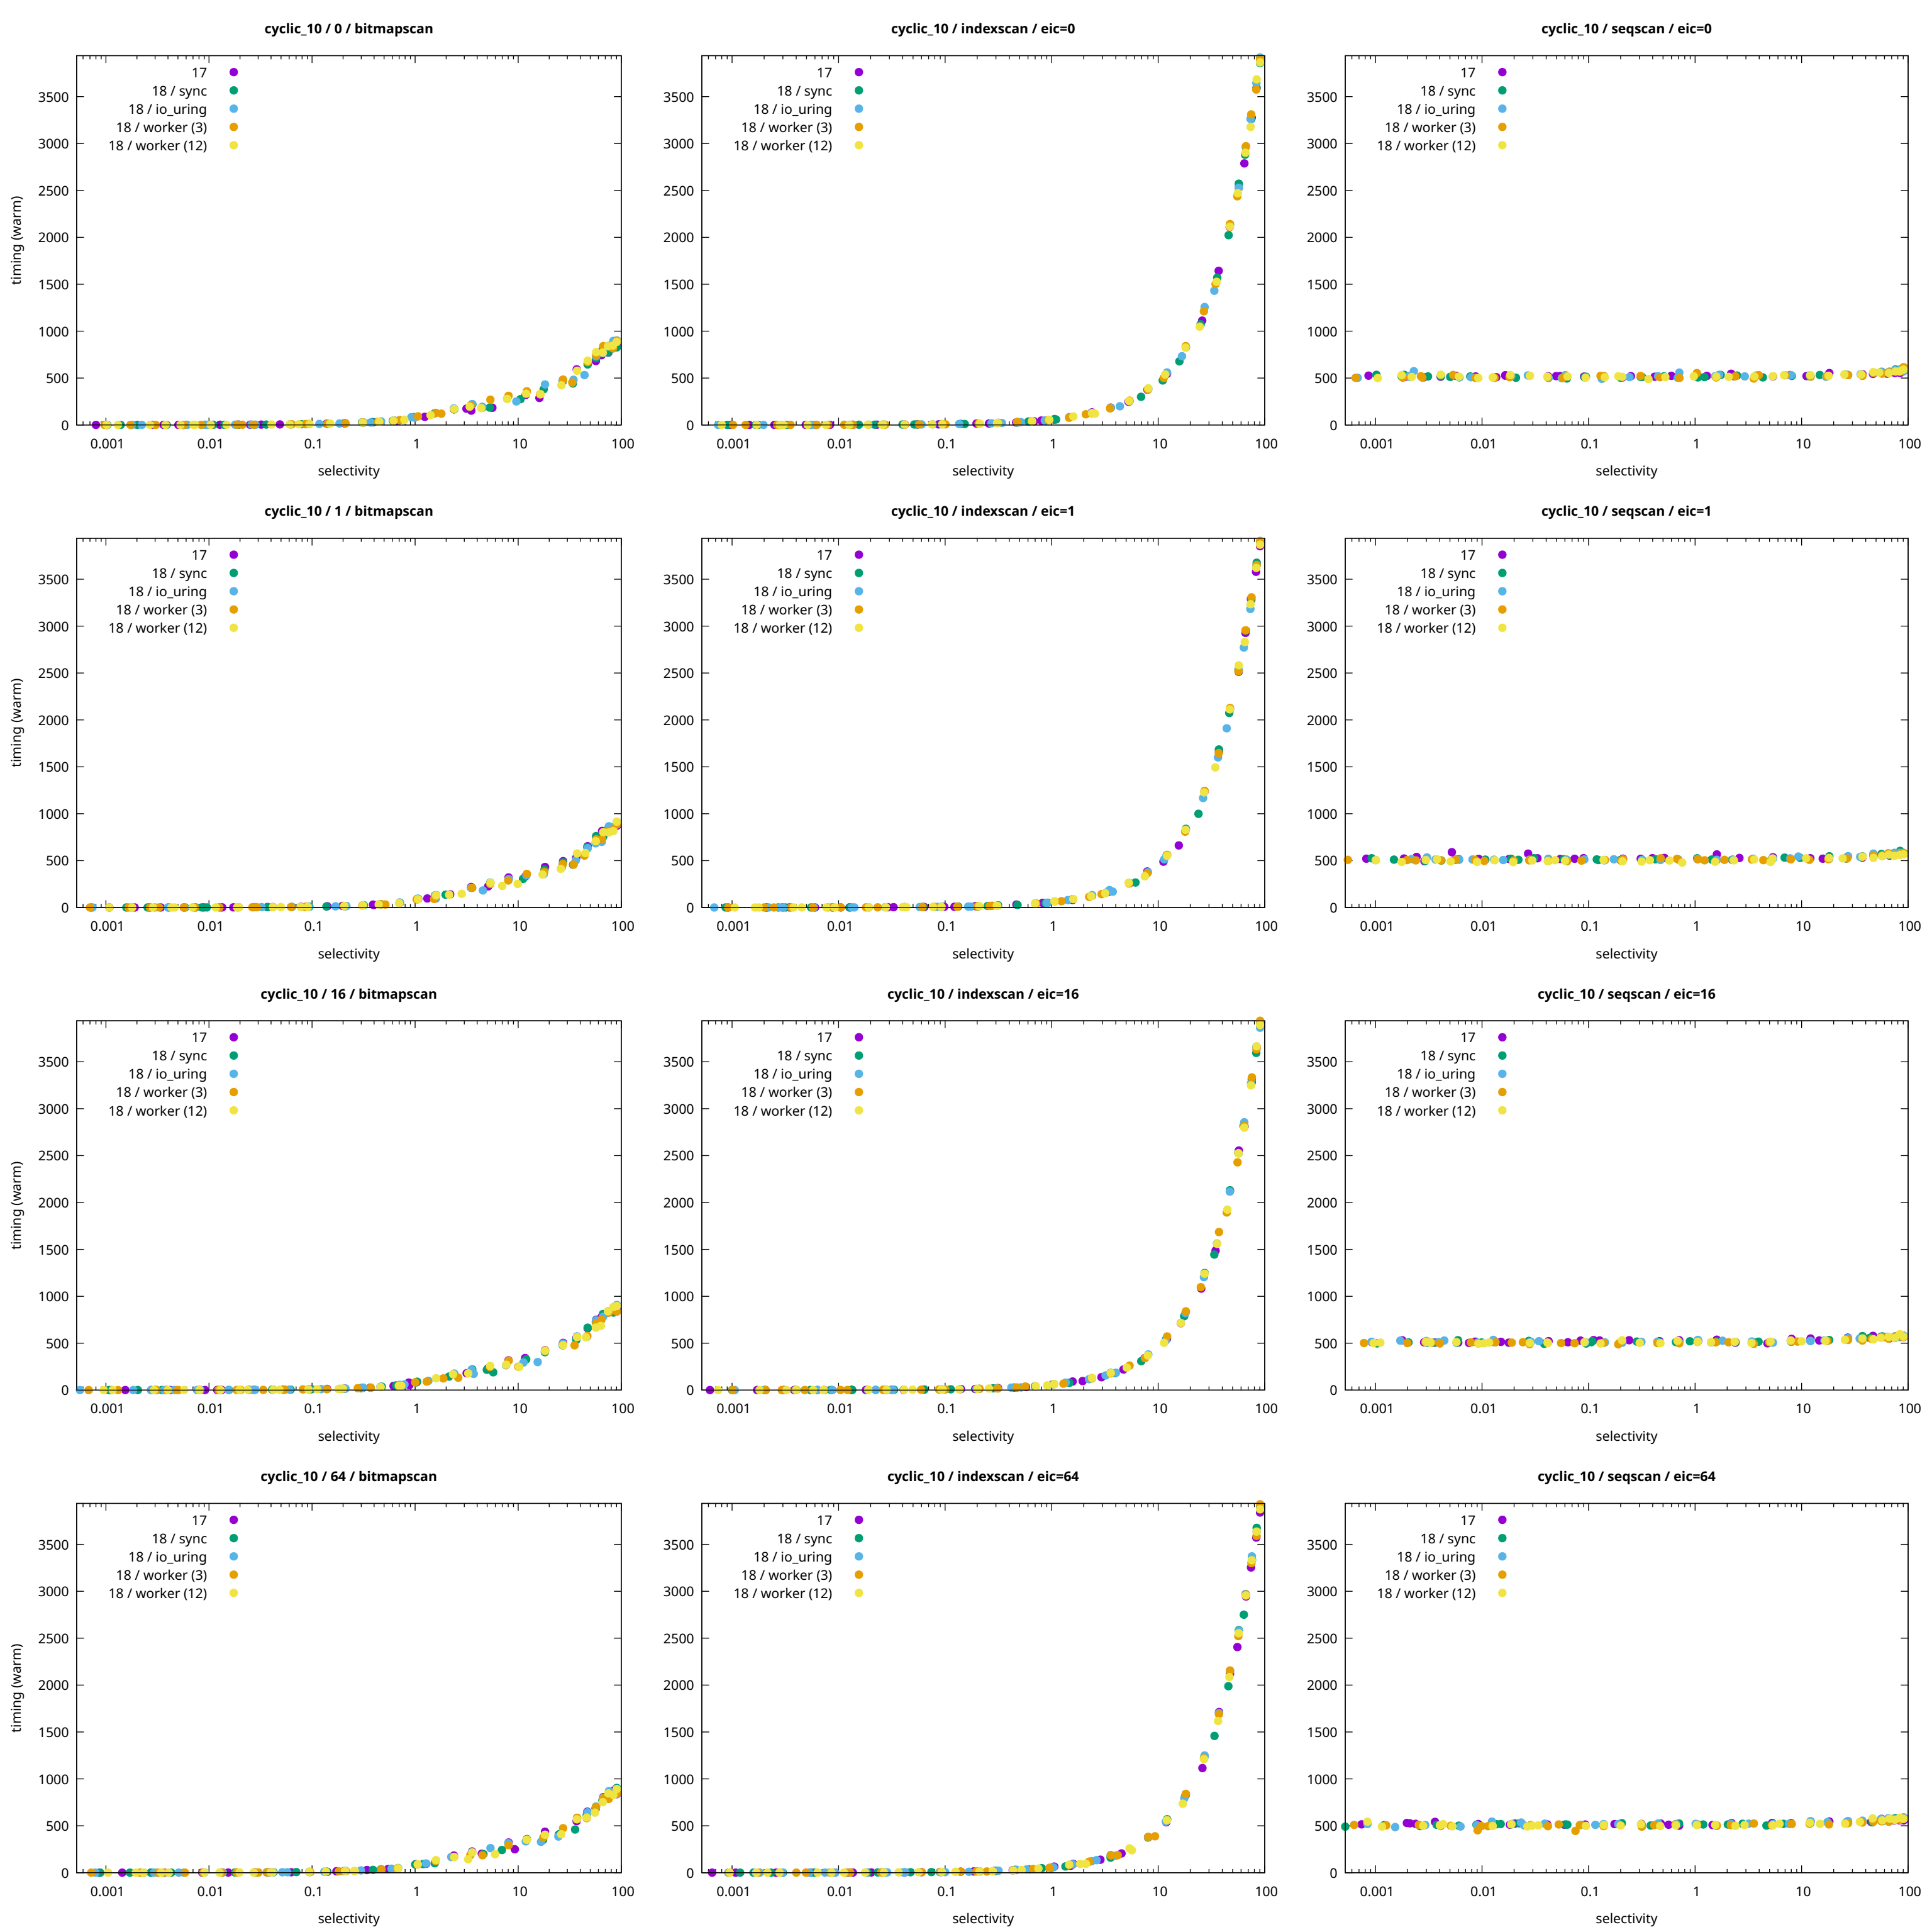 cyclic_10 / 0 / bitmapscan
timing (warm)
3500
3000
2500
2000
1500
1000
500
0
17
18 / sync
18 / io_uring
18 / worker (3)
18 / worker (12)
0.001 0.01 0.1 1 10 100
selectivity
cyclic_10 / indexscan / eic=0
3500
3000
2500
2000
1500
1000
500
0
17
18 / sync
18 / io_uring
18 / worker (3)
18 / worker (12)
0.001 0.01 0.1 1 10 100
selectivity
cyclic_10 / seqscan / eic=0
3500
3000
2500
2000
1500
1000
500
0
17
18 / sync
18 / io_uring
18 / worker (3)
18 / worker (12)
0.001 0.01 0.1 1 10 100
selectivity
cyclic_10 / 1 / bitmapscan
timing (warm)
3500
3000
2500
2000
1500
1000
500
0
17
18 / sync
18 / io_uring
18 / worker (3)
18 / worker (12)
0.001 0.01 0.1 1 10 100
selectivity
cyclic_10 / indexscan / eic=1
3500
3000
2500
2000
1500
1000
500
0
17
18 / sync
18 / io_uring
18 / worker (3)
18 / worker (12)
0.001 0.01 0.1 1 10 100
selectivity
cyclic_10 / seqscan / eic=1
3500
3000
2500
2000
1500
1000
500
0
17
18 / sync
18 / io_uring
18 / worker (3)
18 / worker (12)
0.001 0.01 0.1 1 10 100
selectivity
cyclic_10 / 16 / bitmapscan
timing (warm)
3500
3000
2500
2000
1500
1000
500
0
17
18 / sync
18 / io_uring
18 / worker (3)
18 / worker (12)
0.001 0.01 0.1 1 10 100
selectivity
cyclic_10 / indexscan / eic=16
3500
3000
2500
2000
1500
1000
500
0
17
18 / sync
18 / io_uring
18 / worker (3)
18 / worker (12)
0.001 0.01 0.1 1 10 100
selectivity
cyclic_10 / seqscan / eic=16
3500
3000
2500
2000
1500
1000
500
0
17
18 / sync
18 / io_uring
18 / worker (3)
18 / worker (12)
0.001 0.01 0.1 1 10 100
selectivity
cyclic_10 / 64 / bitmapscan
timing (warm)
3500
3000
2500
2000
1500
1000
500
0
17
18 / sync
18 / io_uring
18 / worker (3)
18 / worker (12)
0.001 0.01 0.1 1 10 100
selectivity
cyclic_10 / indexscan / eic=64
3500
3000
2500
2000
1500
1000
500
0
17
18 / sync
18 / io_uring
18 / worker (3)
18 / worker (12)
0.001 0.01 0.1 1 10 100
selectivity
cyclic_10 / seqscan / eic=64
3500
3000
2500
2000
1500
1000
500
0
17
18 / sync
18 / io_uring
18 / worker (3)
18 / worker (12)
0.001 0.01 0.1 1 10 100
selectivity